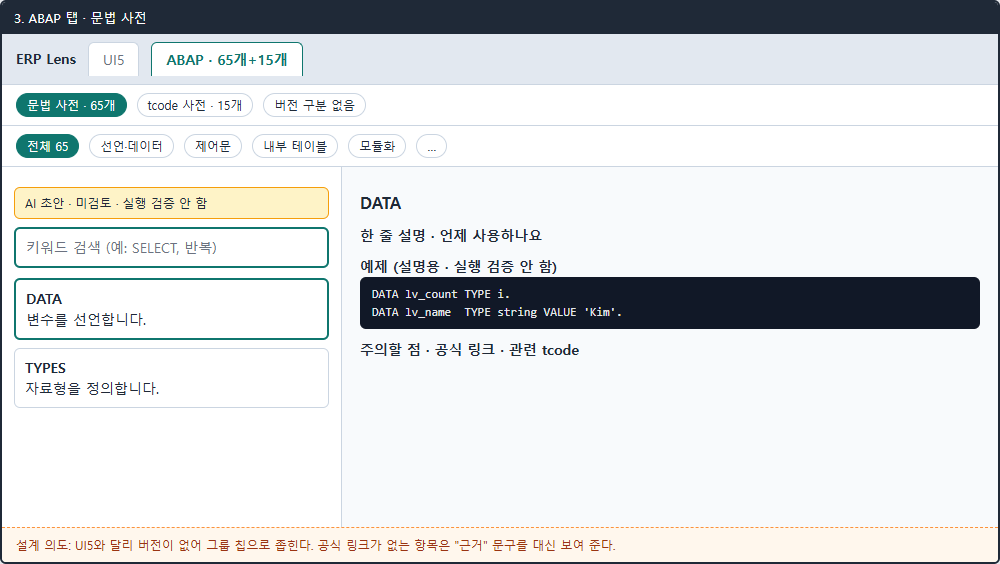 3. ABAP 탭 · 문법 사전
ERP Lens UI5 ABAP · 65개+15개
문법 사전 · 65개 tcode 사전 · 15개 버전 구분 없음
전체 65 선언·데이터 제어문 내부 테이블 모듈화 ...
AI 초안 · 미검토 · 실행 검증 안 함
키워드 검색 (예: SELECT, 반복)
DATA
변수를 선언합니다.
TYPES
자료형을 정의합니다.
DATA
한 줄 설명 · 언제 사용하나요
예제 (설명용 · 실행 검증 안 함)
DATA lv_count TYPE i.
DATA lv_name  TYPE string VALUE 'Kim'.
주의할 점 · 공식 링크 · 관련 tcode
설계 의도: UI5와 달리 버전이 없어 그룹 칩으로 좁힌다. 공식 링크가 없는 항목은 "근거" 문구를 대신 보여 준다.